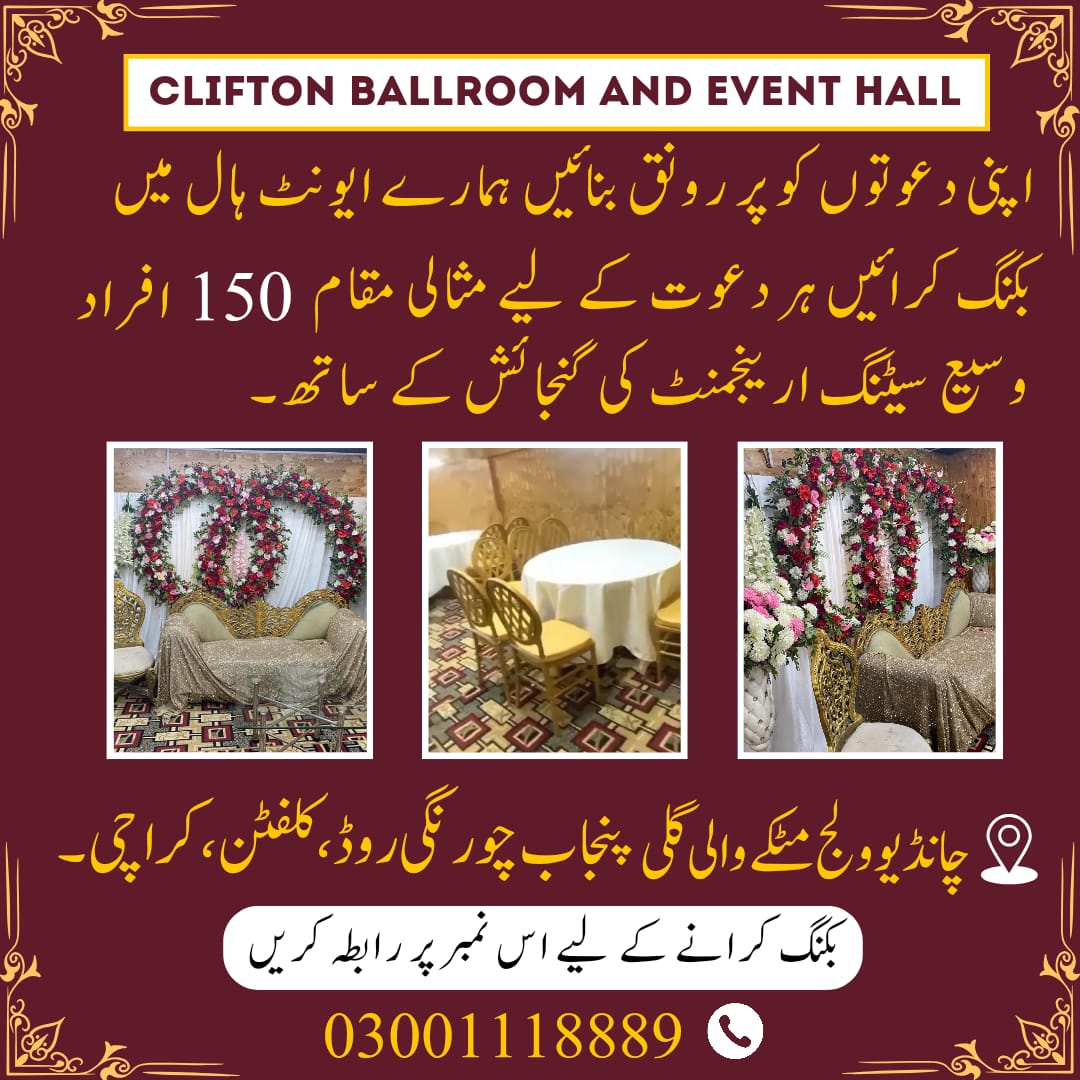 CLIFTON BALLROOM AND EVENT HALL
اپنی دعوتوں کو پر رونق بنائیں ہمارے ایونٹ ہال میں
بکنگ کرائیں ہر دعوت کے لیے مثالی مقام 150 افراد
وسیع سیٹنگ ارینجمنٹ کی گنجائش کے ساتھ۔
چانڈیو ولج مٹکے والی گلی پنجاب چورنگی روڈ، کلفٹن، کراچی۔
بکنگ کرانے کے لیے اس نمبر پر رابطہ کریں
03001118889